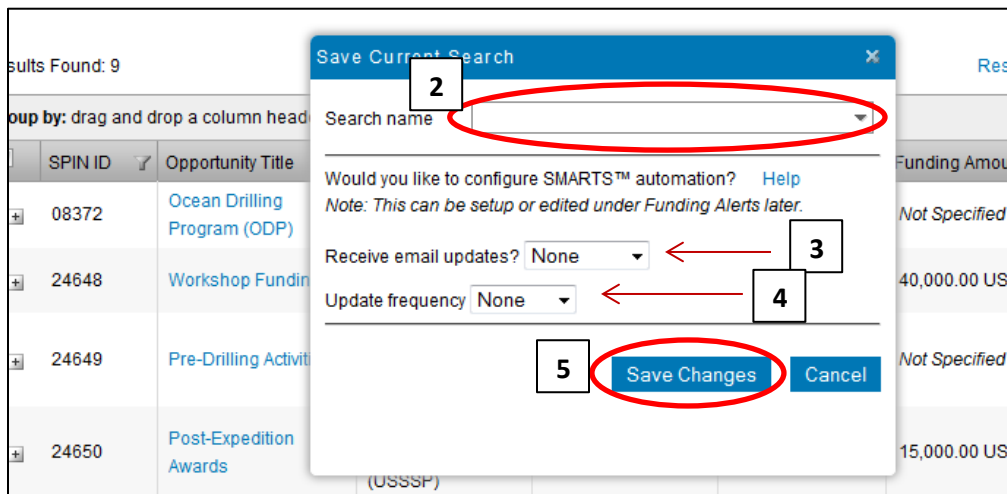 sults Found: 9
Res
Save Current Search
2
Search name
oup by: drag and drop a column head
SPIN ID
Opportunity Title
Funding Amou
Would you like to configure SMARTS™ automation? Help
Note: This can be setup or edited under Funding Alerts later.
08372
Ocean Drilling
Program (ODP)
Not Specified
Receive email updates? None
3
24648
Workshop Fundin
40,000.00 US
Update frequency None
4
24649
Pre-Drilling Activiti
Not Specified
5
Save Changes
Cancel
24650
Post-Expedition
Awards
15,000.00 US
(USSSP)